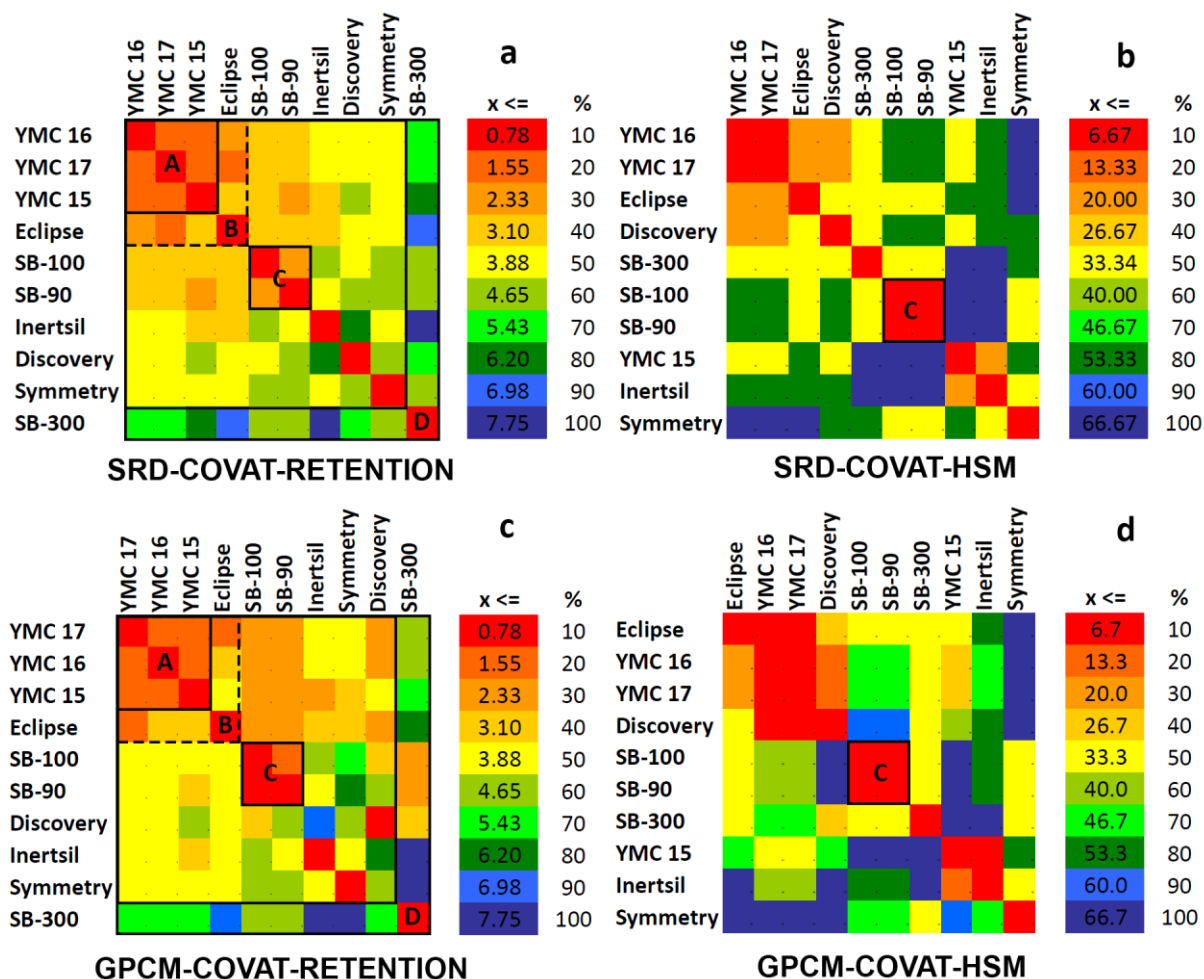 YMC 16 YMC 17 YMC 15 Eclipse SB-100 SB-90 Inertsil Discovery Symmetry SB-300
a
x <= %
YMC 16 0.78 10
YMC 17 A 1.55 20
YMC 15 2.33 30
Eclipse B 3.10 40
SB-100 3.88 50
C
SB-90 4.65 60
Inertsil 5.43 70
Discovery 6.20 80
Symmetry 6.98 90
SB-300 D 7.75 100
SRD-COVAT-RETENTION
YMC 16 YMC 17 Eclipse Discovery SB-300 SB-100 SB-90 YMC 15 Inertsil Symmetry
b
x <= %
YMC 16 6.67 10
YMC 17 13.33 20
Eclipse 20.00 30
Discovery 26.67 40
SB-300 33.34 50
SB-100 40.00 60
C
SB-90 46.67 70
YMC 15 53.33 80
Inertsil 60.00 90
Symmetry 66.67 100
SRD-COVAT-HSM
YMC 17 YMC 16 YMC 15 Eclipse SB-100 SB-90 Inertsil Symmetry Discovery SB-300
c
x <= %
YMC 17 0.78 10
YMC 16 A 1.55 20
YMC 15 2.33 30
Eclipse B 3.10 40
SB-100 3.88 50
C
SB-90 4.65 60
Discovery 5.43 70
Inertsil 6.20 80
Symmetry 6.98 90
SB-300 D 7.75 100
GPCM-COVAT-RETENTION
Eclipse YMC 16 YMC 17 Discovery SB-100 SB-90 SB-300 YMC 15 Inertsil Symmetry
d
x <= %
Eclipse 6.7 10
YMC 16 13.3 20
YMC 17 20.0 30
Discovery 26.7 40
SB-100 33.3 50
C
SB-90 40.0 60
SB-300 46.7 70
YMC 15 53.3 80
Inertsil 60.0 90
Symmetry 66.7 100
GPCM-COVAT-HSM